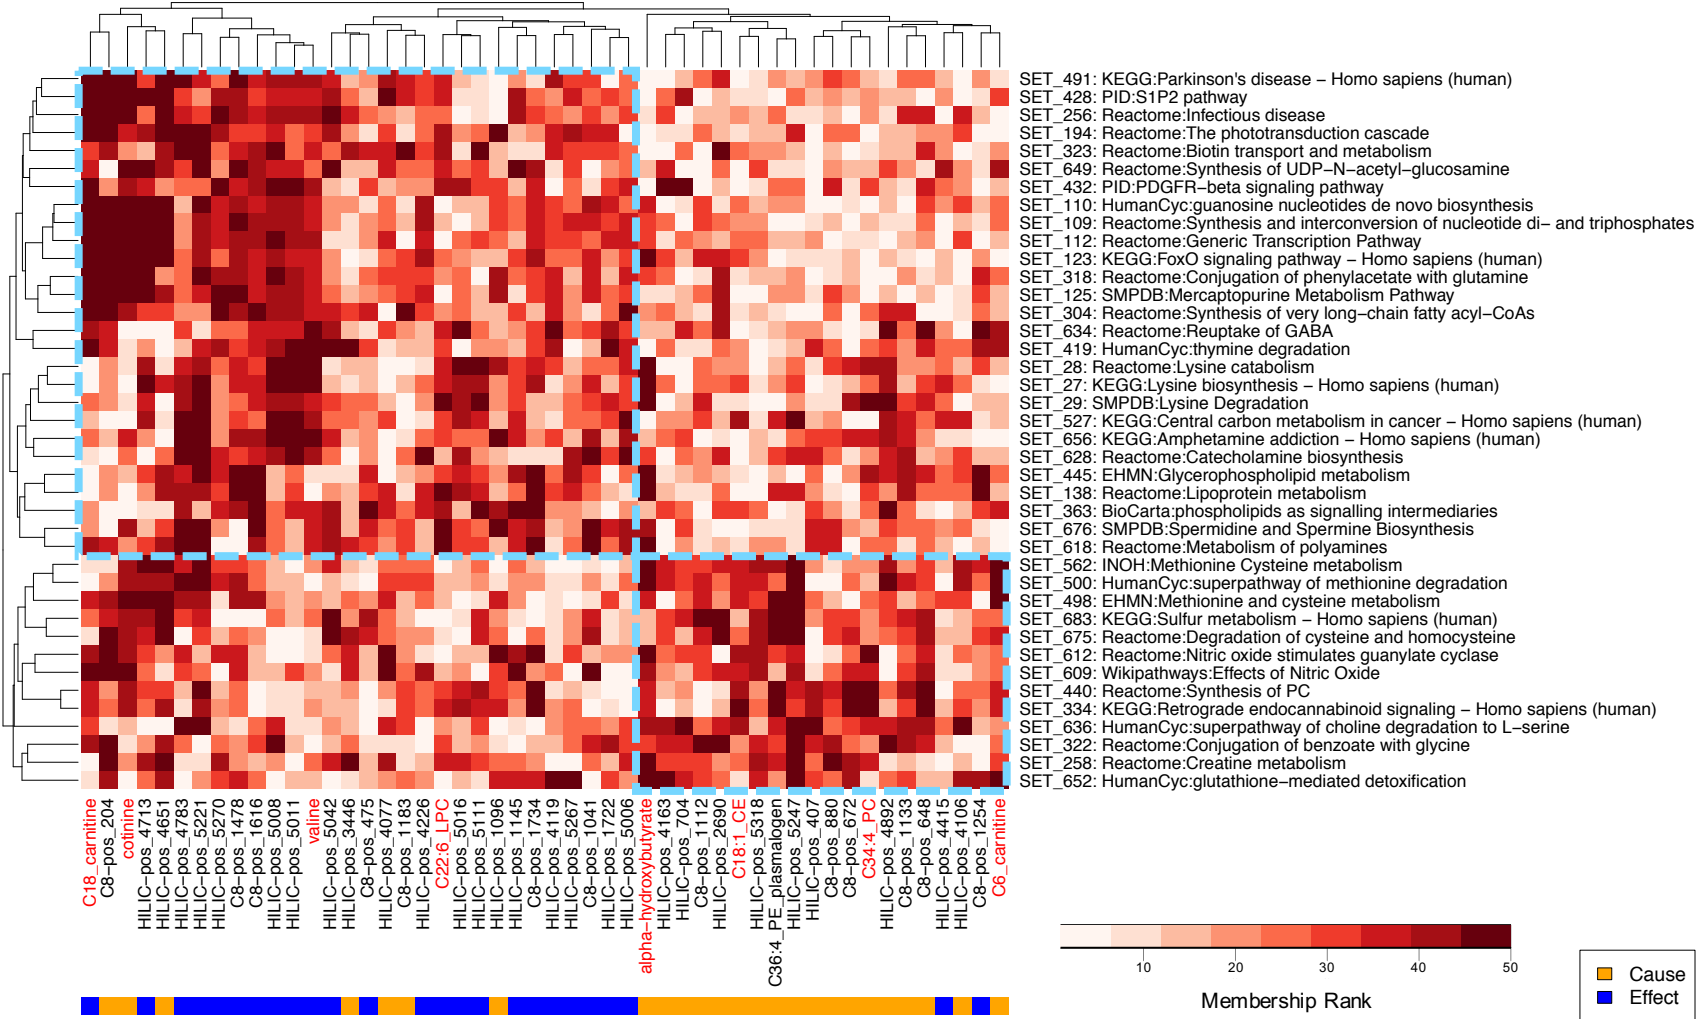 SET_491: KEGG:Parkinson's disease − Homo sapiens (human)
SET_428: PID:S1P2 pathway
SET_256: Reactome:Infectious disease
SET_194: Reactome:The phototransduction cascade
SET_323: Reactome:Biotin transport and metabolism
SET_649: Reactome:Synthesis of UDP−N−acetyl−glucosamine
SET_432: PID:PDGFR−beta signaling pathway
SET_110: HumanCyc:guanosine nucleotides de novo biosynthesis
SET_109: Reactome:Synthesis and interconversion of nucleotide di− and triphosphates
SET_112: Reactome:Generic Transcription Pathway
SET_123: KEGG:FoxO signaling pathway − Homo sapiens (human)
SET_318: Reactome:Conjugation of phenylacetate with glutamine
SET_125: SMPDB:Mercaptopurine Metabolism Pathway
SET_304: Reactome:Synthesis of very long−chain fatty acyl−CoAs
SET_634: Reactome:Reuptake of GABA
SET_419: HumanCyc:thymine degradation
SET_28: Reactome:Lysine catabolism
SET_27: KEGG:Lysine biosynthesis − Homo sapiens (human)
SET_29: SMPDB:Lysine Degradation
SET_527: KEGG:Central carbon metabolism in cancer − Homo sapiens (human)
SET_656: KEGG:Amphetamine addiction − Homo sapiens (human)
SET_628: Reactome:Catecholamine biosynthesis
SET_445: EHMN:Glycerophospholipid metabolism
SET_138: Reactome:Lipoprotein metabolism
SET_363: BioCarta:phospholipids as signalling intermediaries
SET_676: SMPDB:Spermidine and Spermine Biosynthesis
SET_618: Reactome:Metabolism of polyamines
SET_562: INOH:Methionine Cysteine metabolism
SET_500: HumanCyc:superpathway of methionine degradation
SET_498: EHMN:Methionine and cysteine metabolism
SET_683: KEGG:Sulfur metabolism − Homo sapiens (human)
SET_675: Reactome:Degradation of cysteine and homocysteine
SET_612: Reactome:Nitric oxide stimulates guanylate cyclase
SET_609: Wikipathways:Effects of Nitric Oxide
SET_440: Reactome:Synthesis of PC
SET_334: KEGG:Retrograde endocannabinoid signaling − Homo sapiens (human)
SET_636: HumanCyc:superpathway of choline degradation to L−serine
SET_322: Reactome:Conjugation of benzoate with glycine
SET_258: Reactome:Creatine metabolism
SET_652: HumanCyc:glutathione−mediated detoxification
C18_carnitine
C8−pos_204
cotinine
HILIC−pos_4713
HILIC−pos_4651
HILIC−pos_4783
HILIC−pos_5221
HILIC−pos_5270
C8−pos_1478
C8−pos_1616
HILIC−pos_5008
HILIC−pos_5011
valine
HILIC−pos_5042
HILIC−pos_3446
C8−pos_475
HILIC−pos_4077
C8−pos_1183
HILIC−pos_4226
C22:6_LPC
HILIC−pos_5016
HILIC−pos_5111
HILIC−pos_1096
HILIC−pos_1145
C8−pos_1734
HILIC−pos_4119
HILIC−pos_5267
C8−pos_1041
HILIC−pos_1722
HILIC−pos_5006
alpha−hydroxybutyrate
HILIC−pos_4163
HILIC−pos_704
C8−pos_1112
HILIC−pos_2690
C18:1_CE
HILIC−pos_5318
C36:4_PE_plasmalogen
HILIC−pos_5247
HILIC−pos_407
C8−pos_880
C8−pos_672
C34:4_PC
HILIC−pos_4892
C8−pos_1133
C8−pos_648
HILIC−pos_4415
HILIC−pos_4106
C8−pos_1254
C6_carnitine
10 20 30 40 50
Membership Rank
Cause
Effect